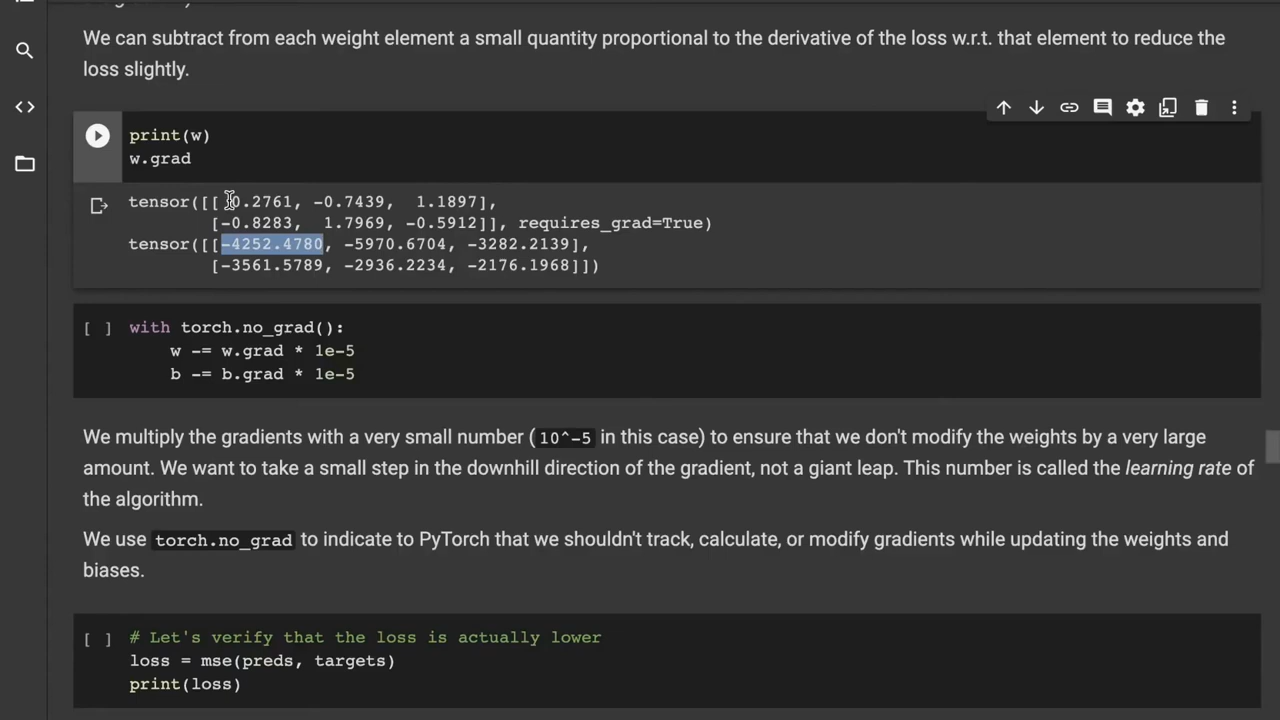 We can subtract from each weight element a small quantity proportional to the derivative of the loss w.r.t. that element to reduce the
loss slightly.
print(w)
w.grad
tensor([[ 0.2761, -0.7439,  1.1897],
[-0.8283,  1.7969, -0.5912]], requires_grad=True)
tensor([[-4252.4780, -5970.6704, -3282.2139],
[-3561.5789, -2936.2234, -2176.1968]])
[ ] with torch.no_grad():
w -= w.grad * 1e-5
b -= b.grad * 1e-5
We multiply the gradients with a very small number (10^-5 in this case) to ensure that we don't modify the weights by a very large
amount. We want to take a small step in the downhill direction of the gradient, not a giant leap. This number is called the learning rate of
the algorithm.
We use torch.no_grad to indicate to PyTorch that we shouldn't track, calculate, or modify gradients while updating the weights and
biases.
[ ] # Let's verify that the loss is actually lower
loss = mse(preds, targets)
print(loss)